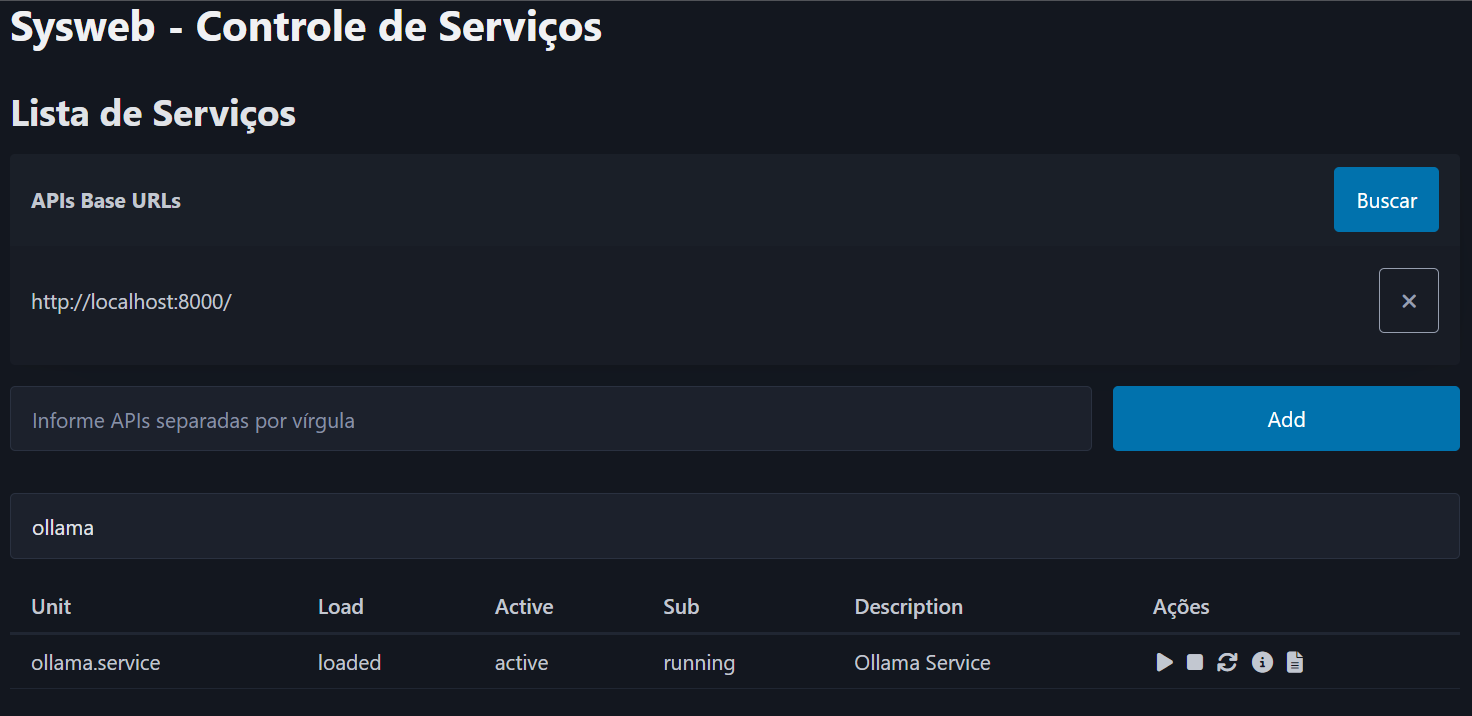 Sysweb - Controle de Serviços
Lista de Serviços
APIs Base URLs
Buscar
http://localhost:8000/
Informe APIs separadas por vírgula
Add
ollama
Unit Load Active Sub Description Ações
ollama.service loaded active running Ollama Service